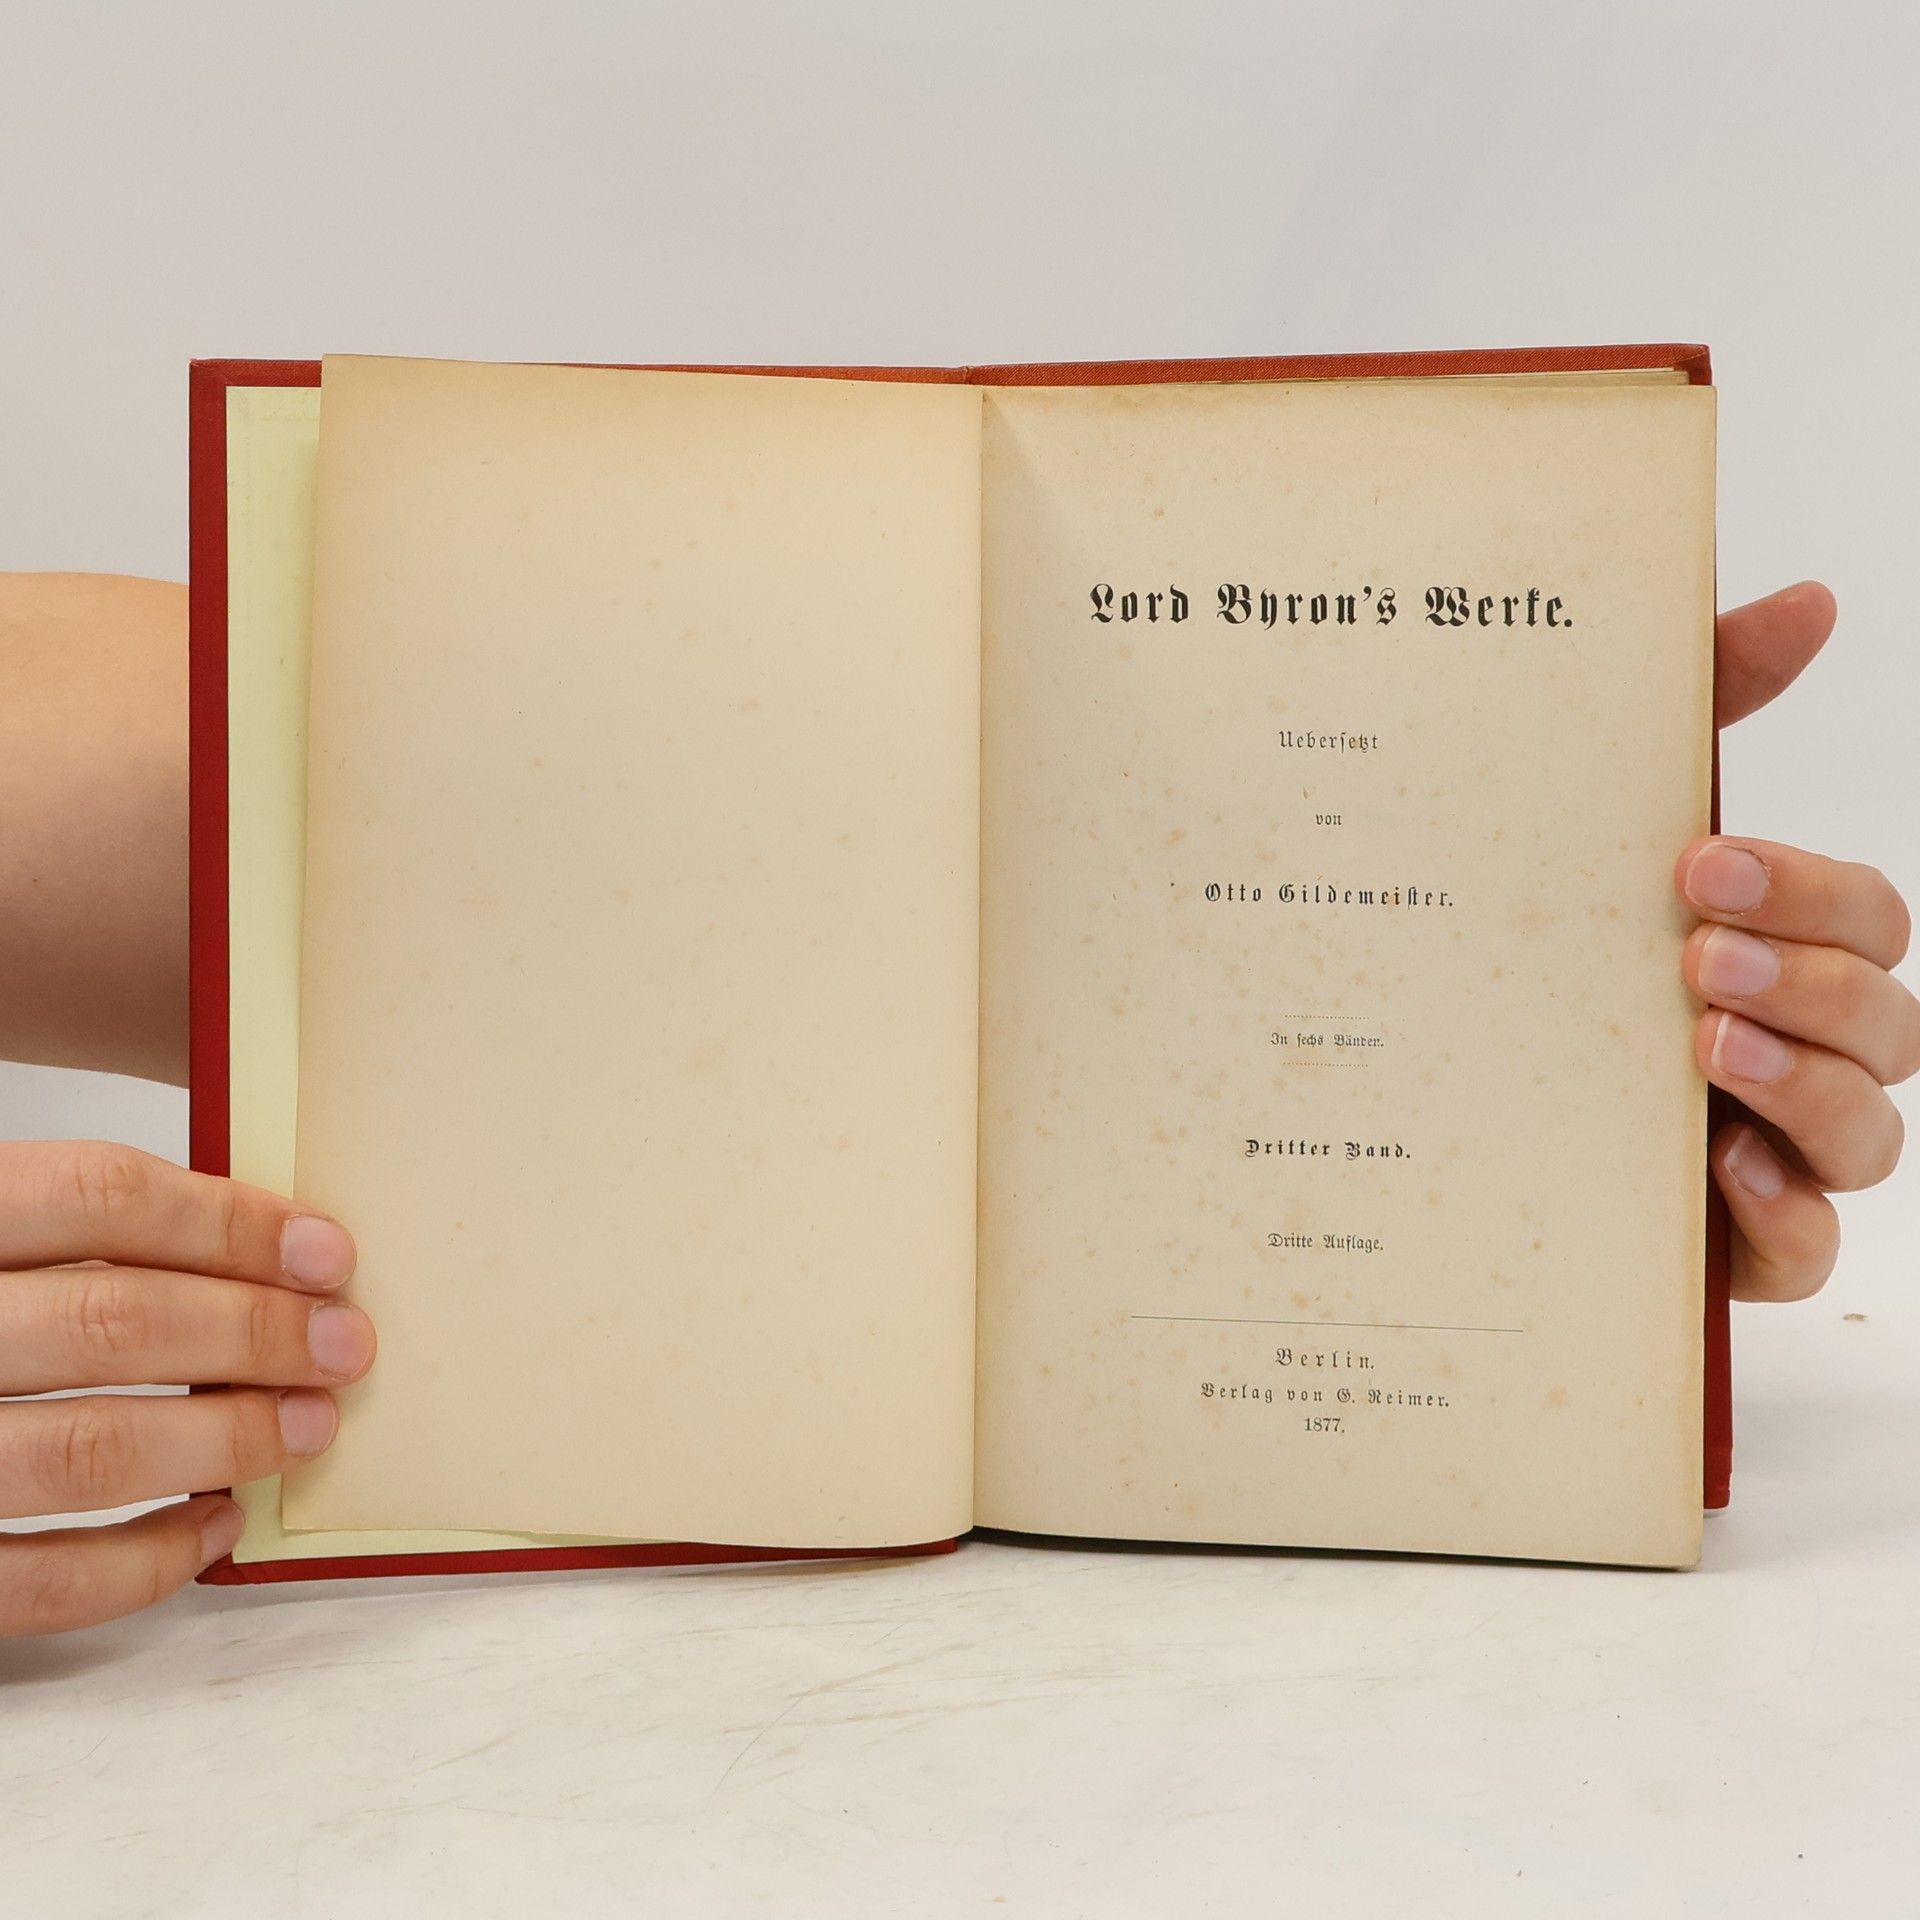 Lord Byron's Werke.
Uebersetzt
von
Otto Gildemeister.
In sechs Bänden.
Dritter Band.
Dritte Auflage.
Berlin.
Verlag von G. Reimer.
1877.